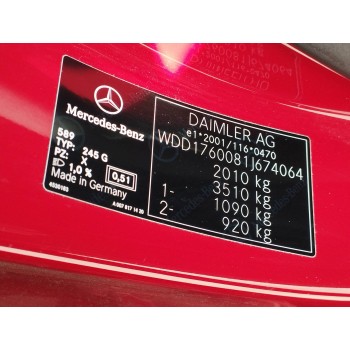 Mercedes-Benz
589
TYP: 245 G
PZ: X
1,0 % 0,51
Made in Germany
DAIMLER AG
e1*2001/116*0470
WDD1760081J674064
2010 kg
1- 3510 kg
2- 1090 kg
920 kg